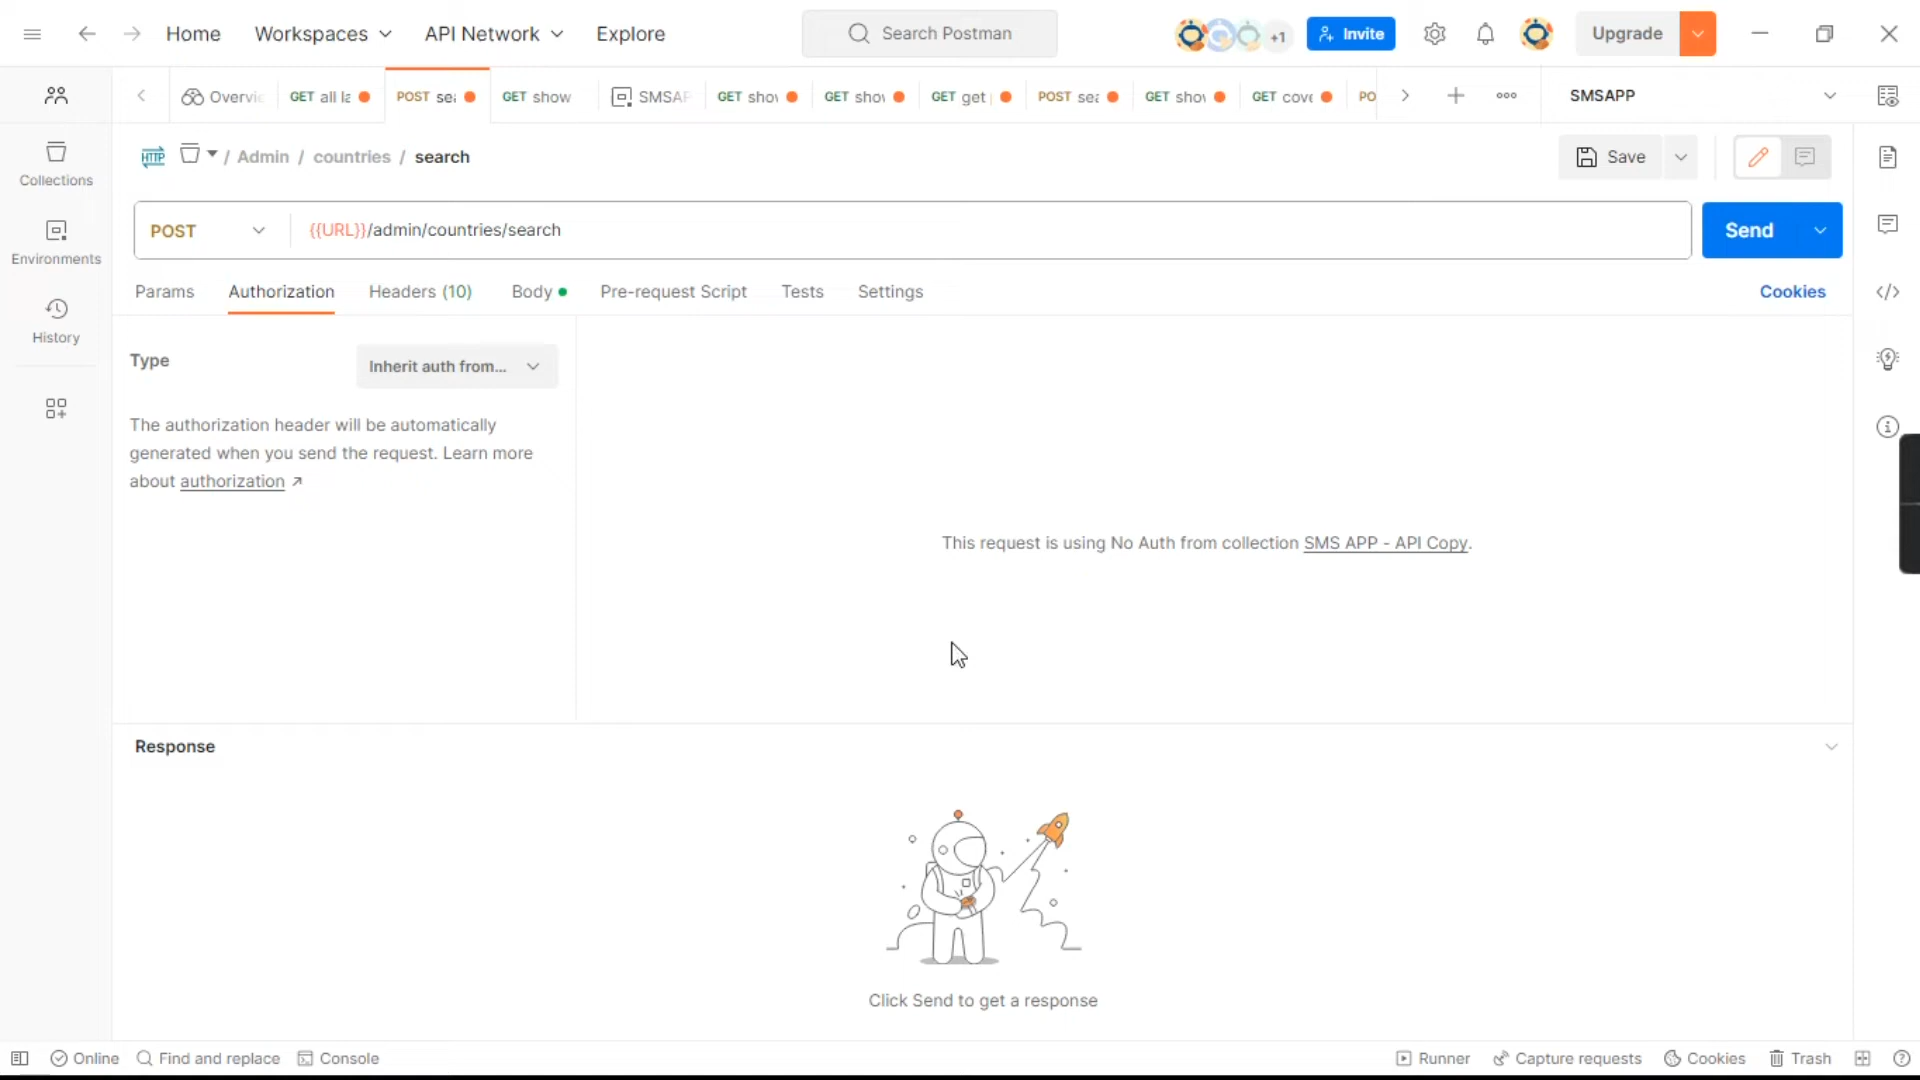 Home Workspaces API Network Explore Search Postman +1 Invite Upgrade
Overvi GET all la POST sea GET show SMSAP GET shov GET shov GET get POST sea GET shov GET cove PO SMSAPP
HTTP / Admin / countries / search Save
POST {{URL}}/admin/countries/search Send
Params Authorization Headers (10) Body Pre-request Script Tests Settings Cookies
Collections
Environments
History
Type Inherit auth from...
The authorization header will be automatically
generated when you send the request. Learn more
about authorization ↗
This request is using No Auth from collection SMS APP - API Copy.
Response
Click Send to get a response
Online Find and replace Console Runner Capture requests Cookies Trash